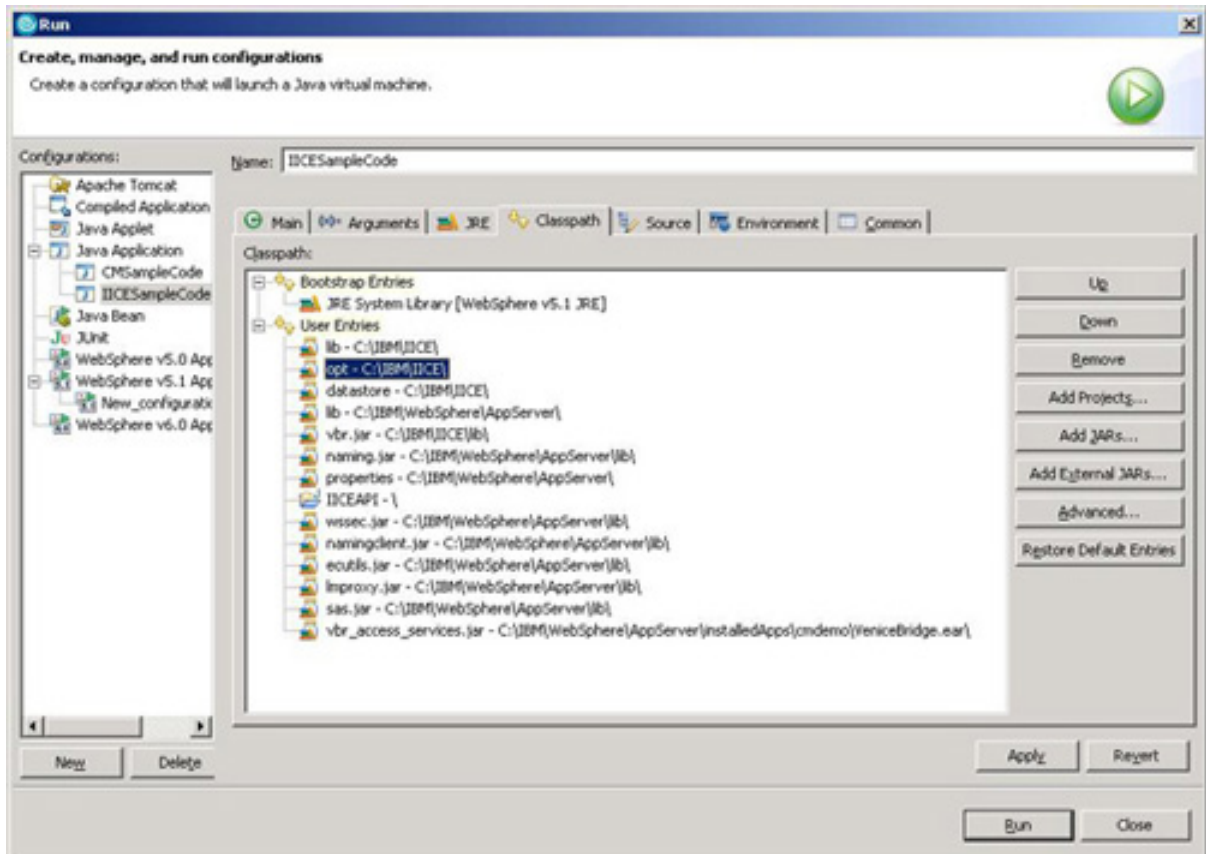 Run
Create, manage, and run configurations
Create a configuration that will launch a Java virtual machine.
Configurations:
Apache Tomcat
Compiled Application
Java Applet
Java Application
CMSampleCode
IICESampleCode
Java Bean
Ju JUnit
WebSphere v5.0 App
WebSphere v5.1 App
New_configuratic
WebSphere v6.0 App
New
Delete
Name: IICESampleCode
Main
(x)= Arguments
JRE
Classpath
Source
Environment
Common
Classpath:
Bootstrap Entries
JRE System Library [WebSphere v5.1 JRE]
User Entries
lib - C:\IBM\IICE\
opt - C:\IBM\IICE\
datastore - C:\IBM\IICE\
lib - C:\IBM\WebSphere\AppServer\
vbr.jar - C:\IBM\IICE\lib\
naming.jar - C:\IBM\WebSphere\AppServer\lib\
properties - C:\IBM\WebSphere\AppServer\
IICEAPI - \
wssec.jar - C:\IBM\WebSphere\AppServer\lib\
namingclient.jar - C:\IBM\WebSphere\AppServer\lib\
ecutils.jar - C:\IBM\WebSphere\AppServer\lib\
lmproxy.jar - C:\IBM\WebSphere\AppServer\lib\
sas.jar - C:\IBM\WebSphere\AppServer\lib\
vbr_access_services.jar - C:\IBM\WebSphere\AppServer\installedApps\cmdemo\VeniceBridge.ear\
Up
Down
Remove
Add Projects...
Add JARs...
Add External JARs...
Advanced...
Restore Default Entries
Apply
Revert
Run
Close